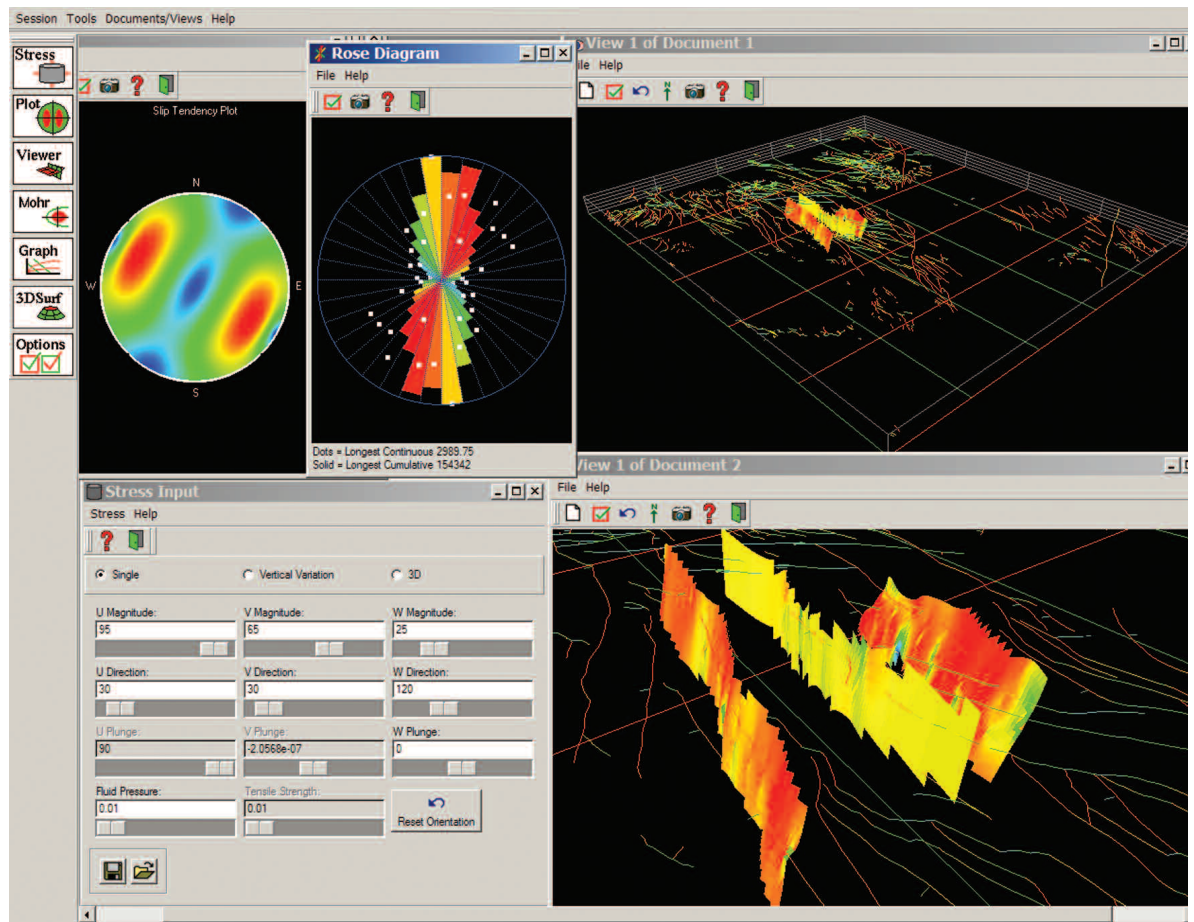 Session Tools Documents/Views Help
Stress
Plot
Viewer
Mohr
Graph
3DSurf
Options
Slip Tendency Plot
N
W
E
S
Rose Diagram
File Help
Dots = Longest Continuous 2989.75
Solid = Longest Cumulative 154342
View 1 of Document 1
File Help
N
Stress Input
Stress Help
Single Vertical Variation 3D
U Magnitude: V Magnitude: W Magnitude:
95 65 25
U Direction: V Direction: W Direction:
30 30 120
U Plunge: V Plunge: W Plunge:
90 -2.0568e-07 0
Fluid Pressure: Tensile Strength:
0.01 0.01
Reset Orientation
View 1 of Document 2
File Help
N